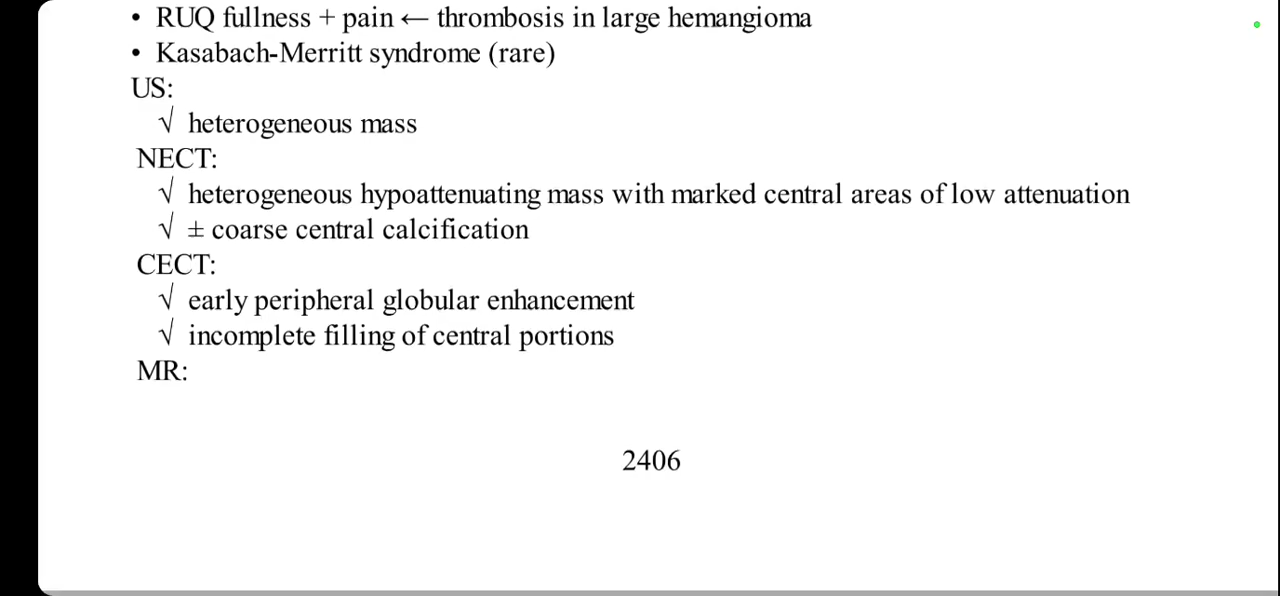 • RUQ fullness + pain ← thrombosis in large hemangioma
• Kasabach-Merritt syndrome (rare)
US:
√ heterogeneous mass
NECT:
√ heterogeneous hypoattenuating mass with marked central areas of low attenuation
√ ± coarse central calcification
CECT:
√ early peripheral globular enhancement
√ incomplete filling of central portions
MR:
2406